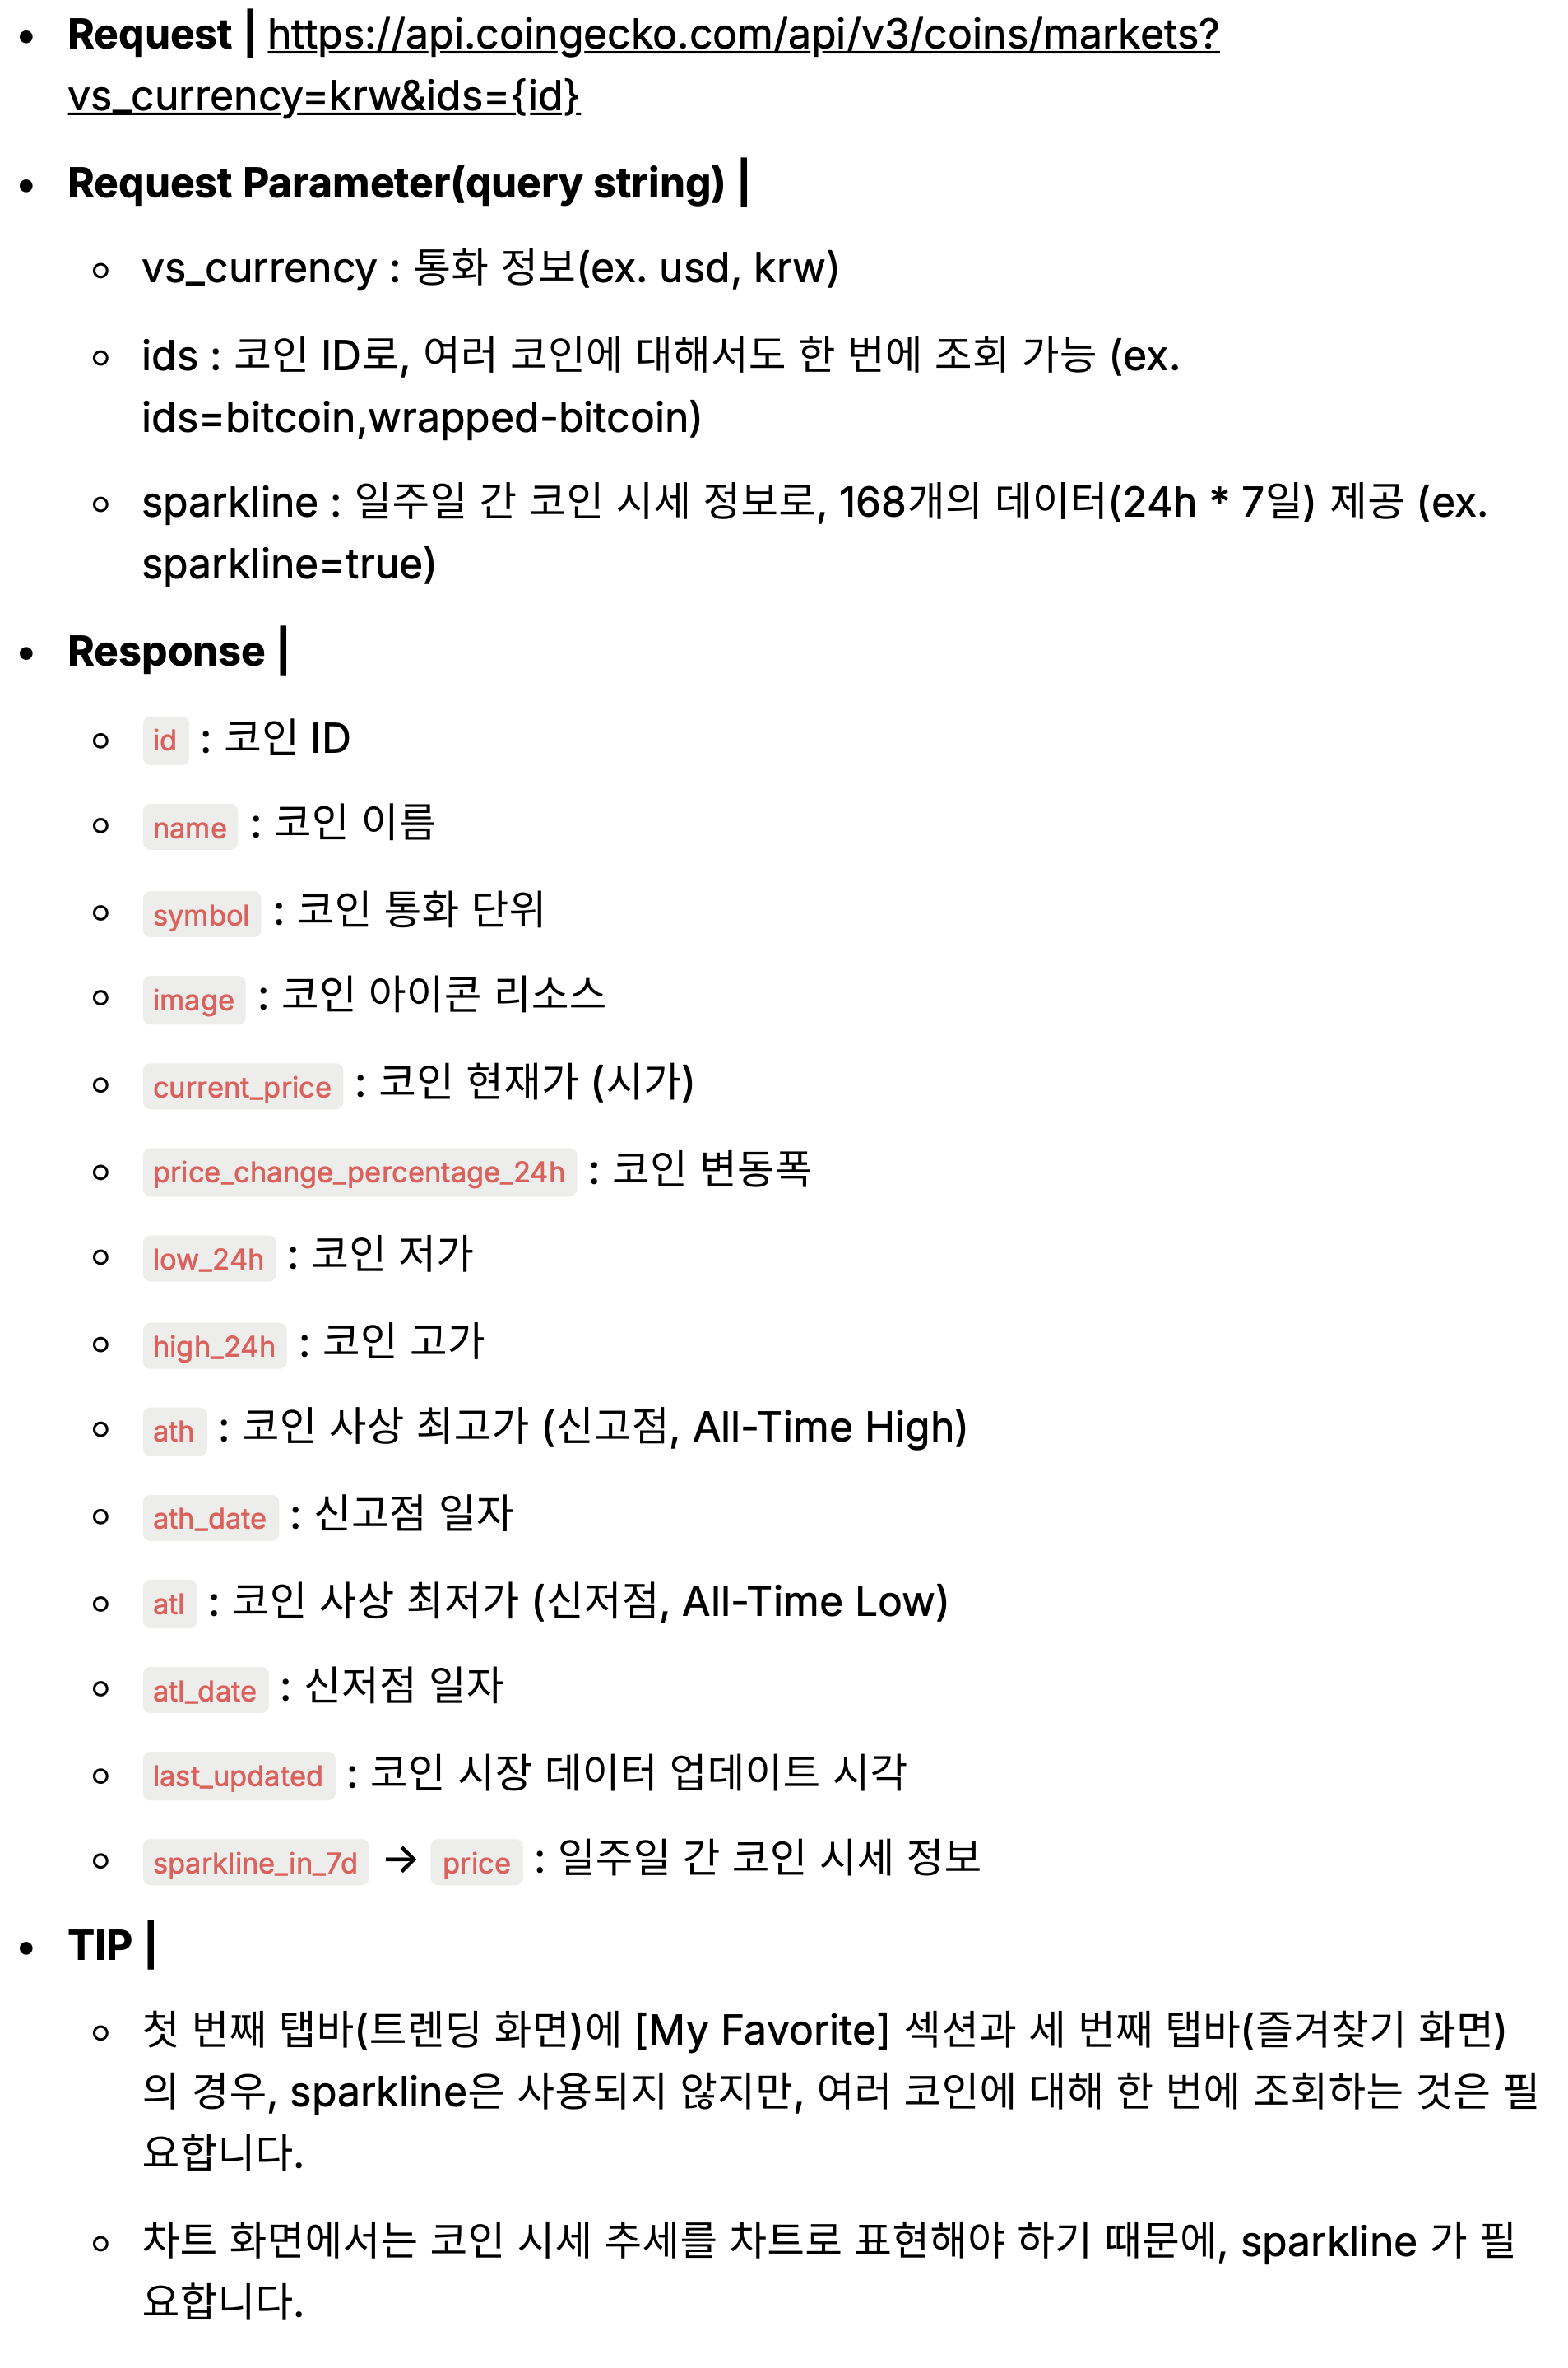 Request | https://api.coingecko.com/api/v3/coins/markets?
vs_currency=krw&ids={id}
Request Parameter(query string) |
vs_currency : 통화 정보(ex. usd, krw)
ids : 코인 ID로, 여러 코인에 대해서도 한 번에 조회 가능 (ex.
ids=bitcoin,wrapped-bitcoin)
sparkline : 일주일 간 코인 시세 정보로, 168개의 데이터(24h * 7일) 제공 (ex.
sparkline=true)
Response |
id : 코인 ID
name : 코인 이름
symbol : 코인 통화 단위
image : 코인 아이콘 리소스
current_price : 코인 현재가 (시가)
price_change_percentage_24h : 코인 변동폭
low_24h : 코인 저가
high_24h : 코인 고가
ath : 코인 사상 최고가 (신고점, All-Time High)
ath_date : 신고점 일자
atl : 코인 사상 최저가 (신저점, All-Time Low)
atl_date : 신저점 일자
last_updated : 코인 시장 데이터 업데이트 시각
sparkline_in_7d → price : 일주일 간 코인 시세 정보
TIP |
첫 번째 탭바(트렌딩 화면)에 [My Favorite] 섹션과 세 번째 탭바(즐겨찾기 화면)
의 경우, sparkline은 사용되지 않지만, 여러 코인에 대해 한 번에 조회하는 것은 필
요합니다.
차트 화면에서는 코인 시세 추세를 차트로 표현해야 하기 때문에, sparkline 가 필
요합니다.